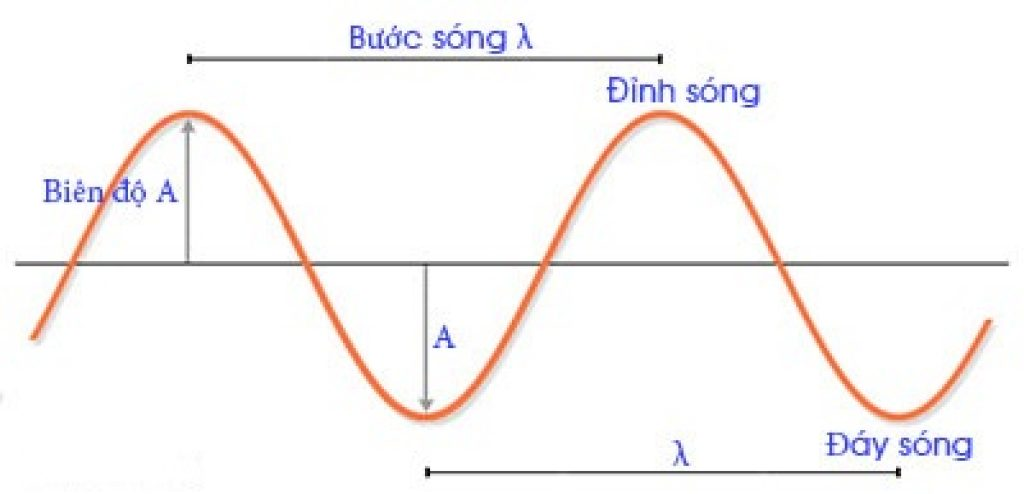 Bước sóng λ
Đỉnh sóng
Biên độ A
A
Đáy sóng
λ